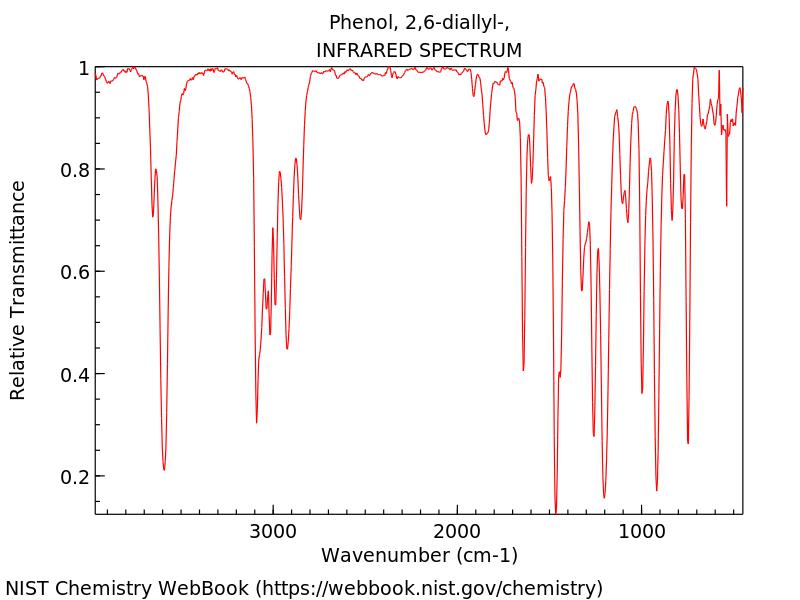 Phenol, 2,6-diallyl-,
INFRARED SPECTRUM
1
0.8
0.6
0.4
0.2
Relative Transmittance
3000 2000 1000
Wavenumber (cm-1)
NIST Chemistry WebBook (https://webbook.nist.gov/chemistry)